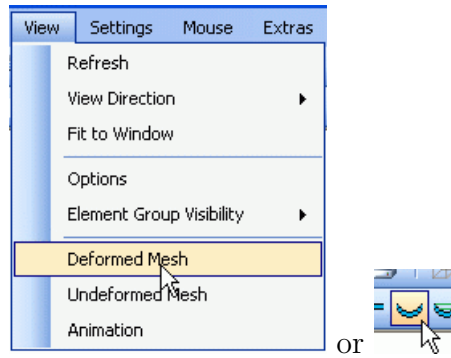 View Settings Mouse Extras
Refresh
View Direction
Fit to Window
Options
Element Group Visibility
Deformed Mesh
Undeformed Mesh
Animation
or